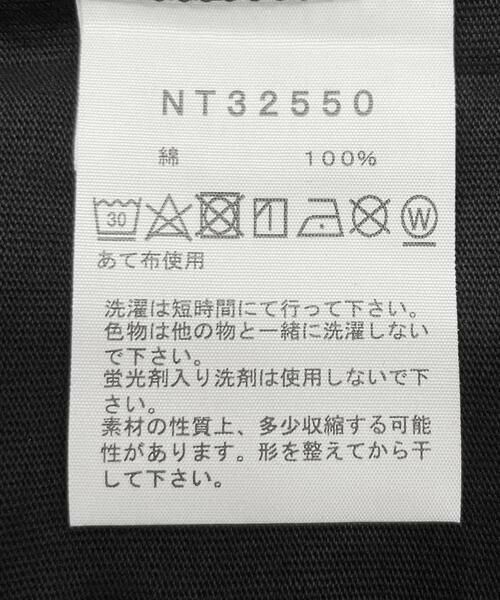 NT32550
綿 100%
30 W
あて布使用
洗濯は短時間にて行って下さい。
色物は他の物と一緒に洗濯しない
で下さい。
蛍光剤入り洗剤は使用しないで下
さい。
素材の性質上、多少収縮する可能
性があります。形を整えてから干
して下さい。